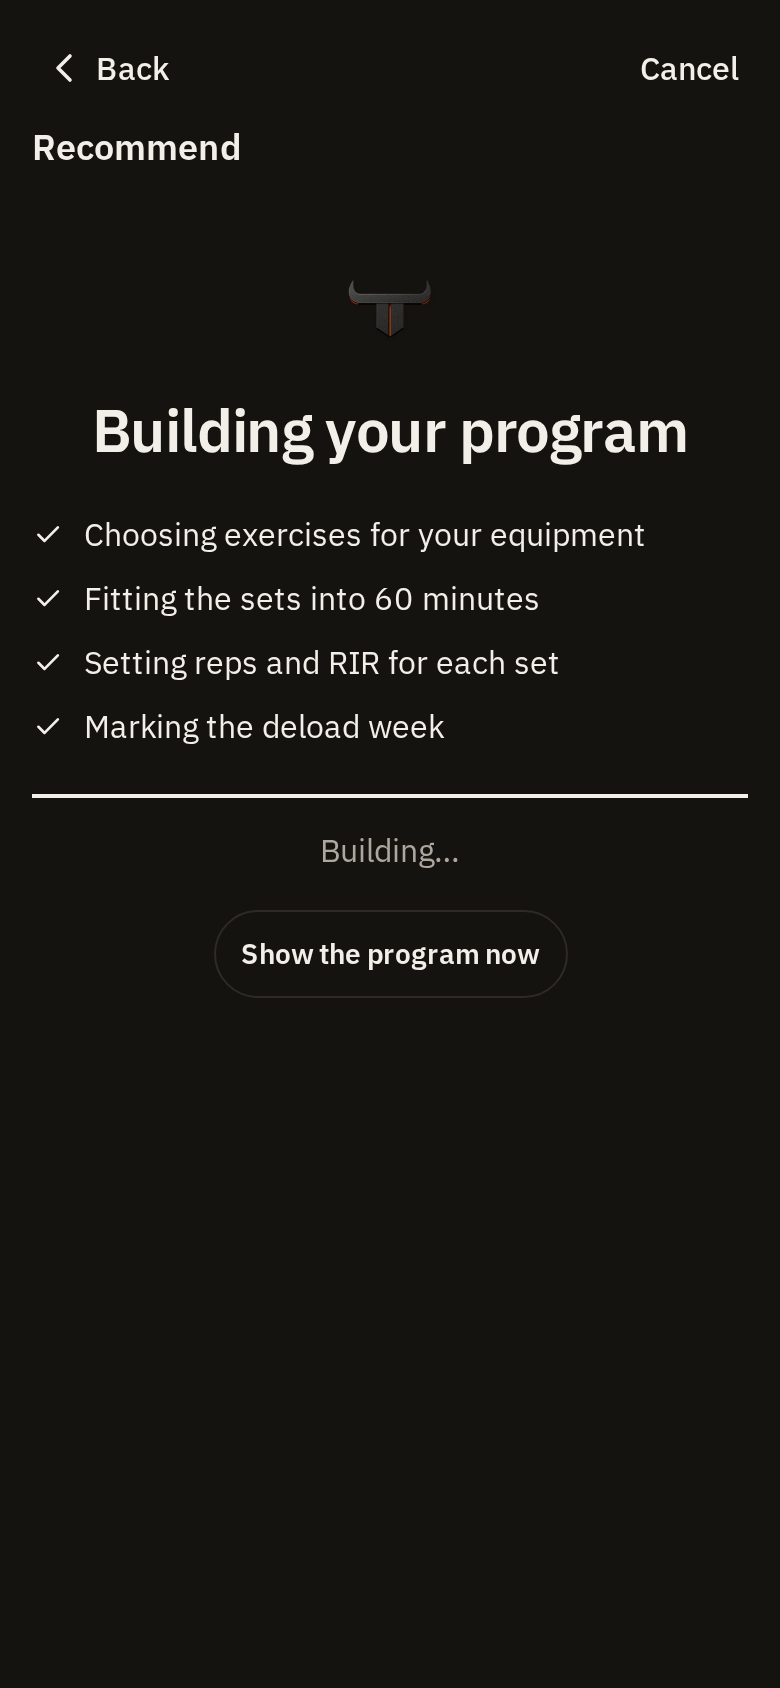 Back
Cancel
Recommend
Building your program
Choosing exercises for your equipment
Fitting the sets into 60 minutes
Setting reps and RIR for each set
Marking the deload week
Building...
Show the program now